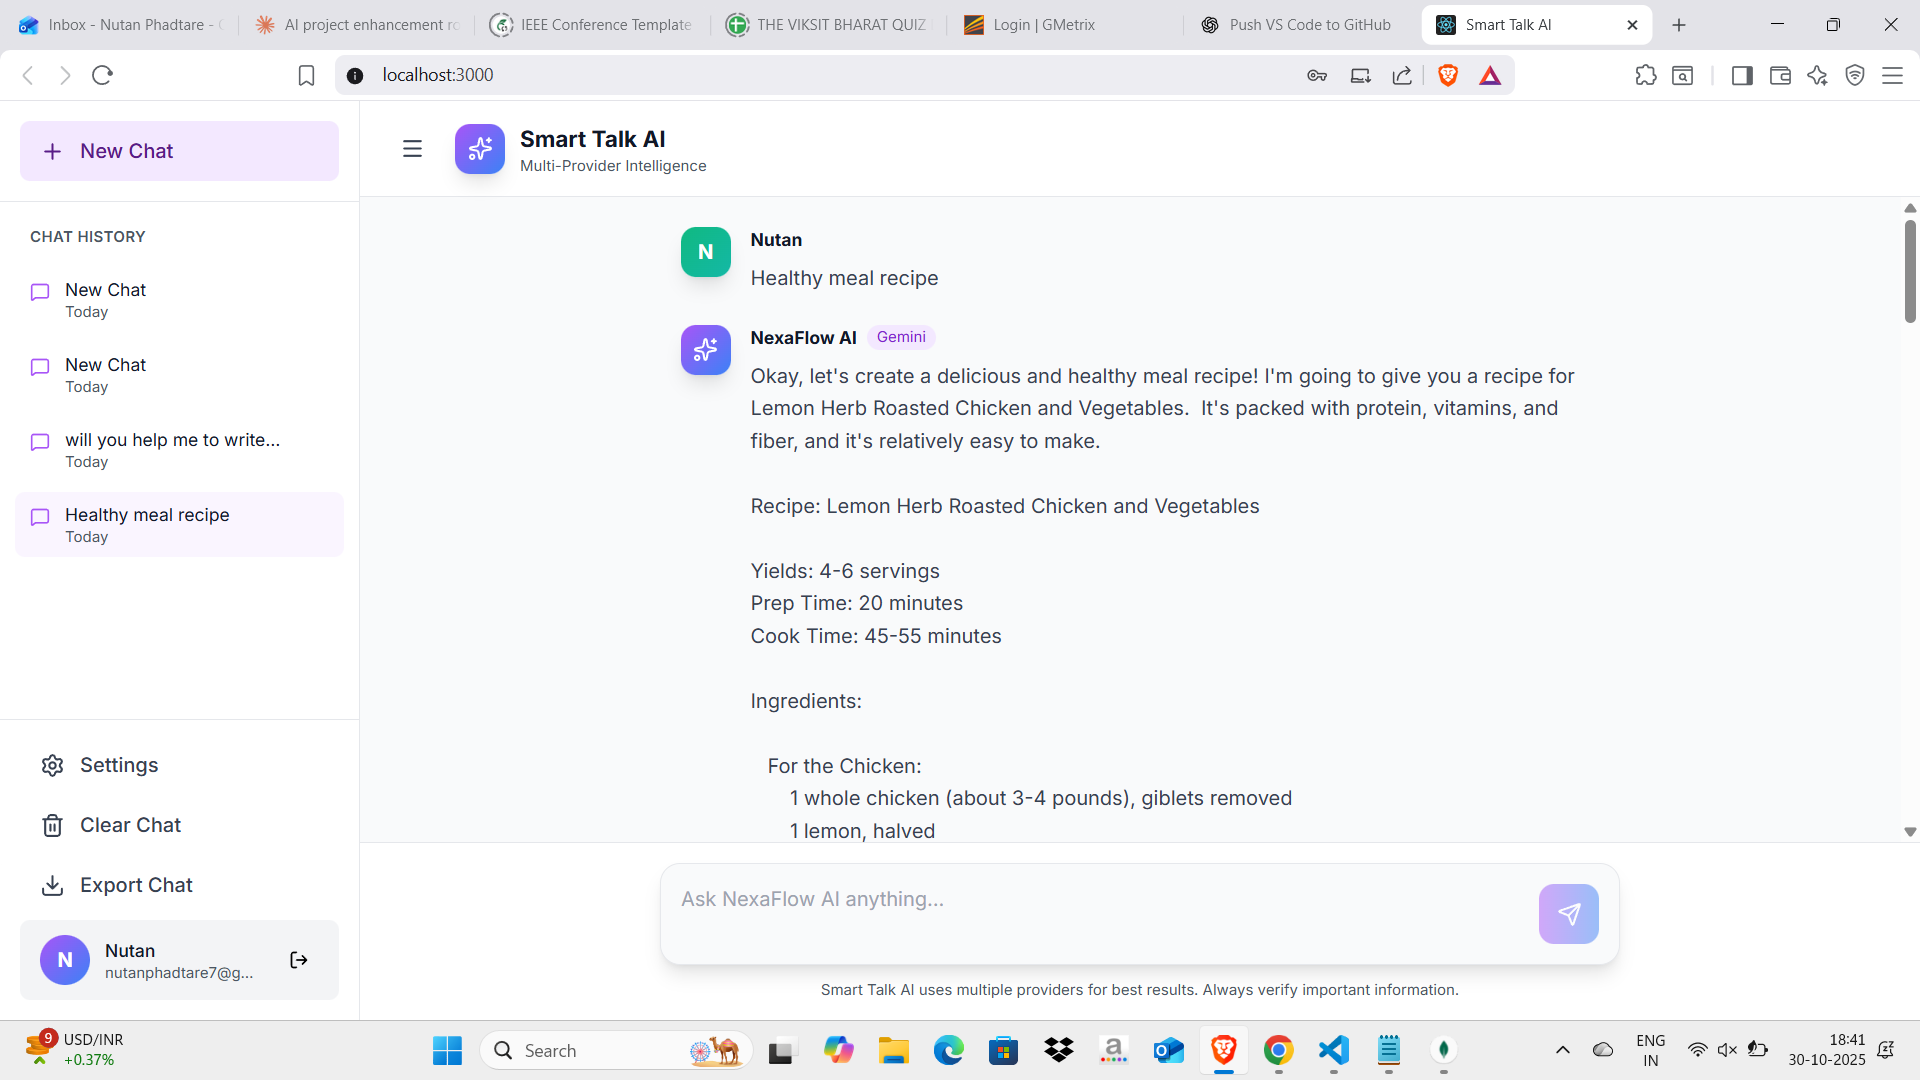 Inbox - Nutan Phadtare -
AI project enhancement ro
IEEE Conference Template
THE VIKSIT BHARAT QUIZ
Login | GMetrix
Push VS Code to GitHub
Smart Talk AI
localhost:3000
New Chat
CHAT HISTORY
New Chat
Today
New Chat
Today
will you help me to write...
Today
Healthy meal recipe
Today
Settings
Clear Chat
Export Chat
N
Nutan
nutanphadtare7@g...
Smart Talk AI
Multi-Provider Intelligence
N
Nutan
Healthy meal recipe
NexaFlow AI Gemini
Okay, let's create a delicious and healthy meal recipe! I'm going to give you a recipe for
Lemon Herb Roasted Chicken and Vegetables.  It's packed with protein, vitamins, and
fiber, and it's relatively easy to make.
Recipe: Lemon Herb Roasted Chicken and Vegetables
Yields: 4-6 servings
Prep Time: 20 minutes
Cook Time: 45-55 minutes
Ingredients:
For the Chicken:
1 whole chicken (about 3-4 pounds), giblets removed
1 lemon, halved
Ask NexaFlow AI anything...
Smart Talk AI uses multiple providers for best results. Always verify important information.
9
USD/INR
+0.37%
Search
a
ENG
IN
18:41
30-10-2025